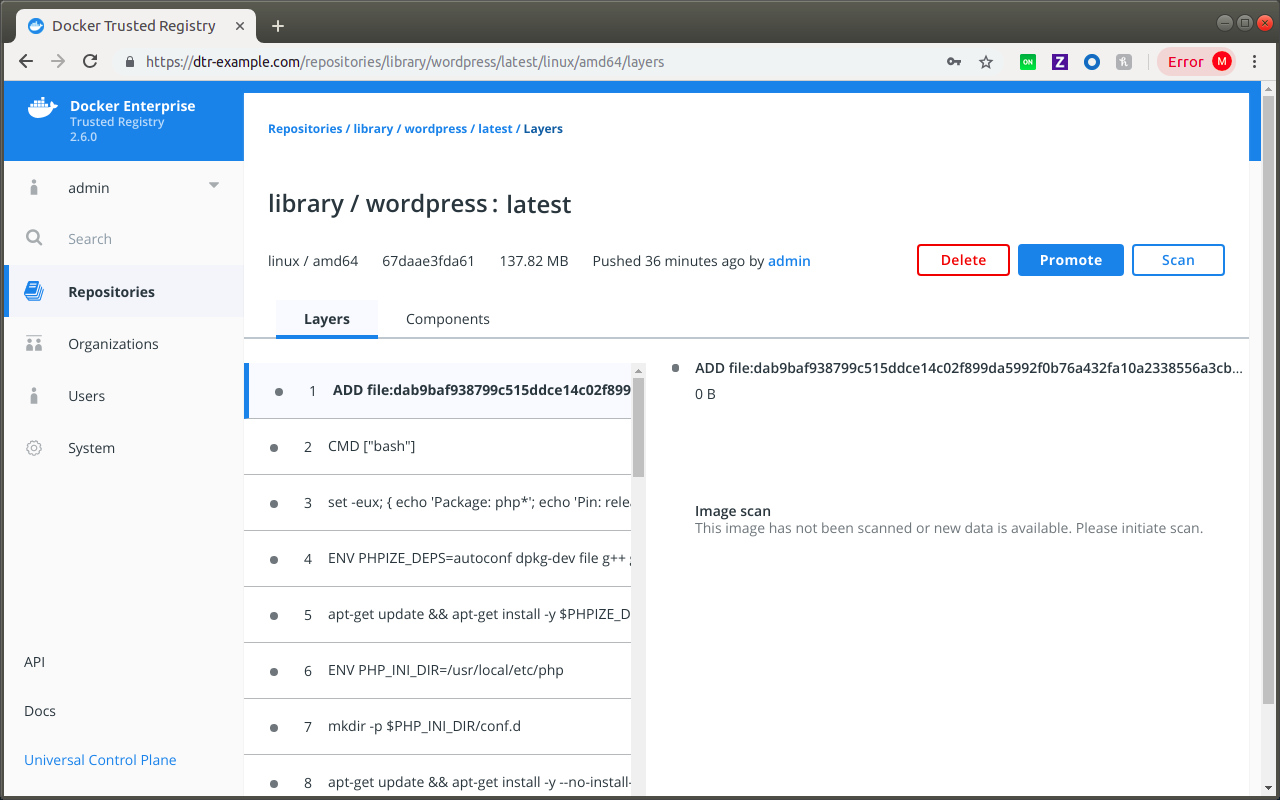 Docker Trusted Registry
https://dtr-example.com/repositories/library/wordpress/latest/linux/amd64/layers
ON
Z
Error M
Docker Enterprise
Trusted Registry
2.6.0
admin
Search
Repositories
Organizations
Users
System
API
Docs
Universal Control Plane
Repositories / library / wordpress / latest / Layers
library / wordpress : latest
linux / amd64 67daae3fda61 137.82 MB Pushed 36 minutes ago by admin
Delete Promote Scan
Layers Components
1 ADD file:dab9baf938799c515ddce14c02f899
2 CMD ["bash"]
3 set -eux; { echo 'Package: php*'; echo 'Pin: rele
4 ENV PHPIZE_DEPS=autoconf dpkg-dev file g++
5 apt-get update && apt-get install -y $PHPIZE_D
6 ENV PHP_INI_DIR=/usr/local/etc/php
7 mkdir -p $PHP_INI_DIR/conf.d
8 apt-get update && apt-get install -y --no-install-
ADD file:dab9baf938799c515ddce14c02f899da5992f0b76a432fa10a2338556a3cb...
0 B
Image scan
This image has not been scanned or new data is available. Please initiate scan.